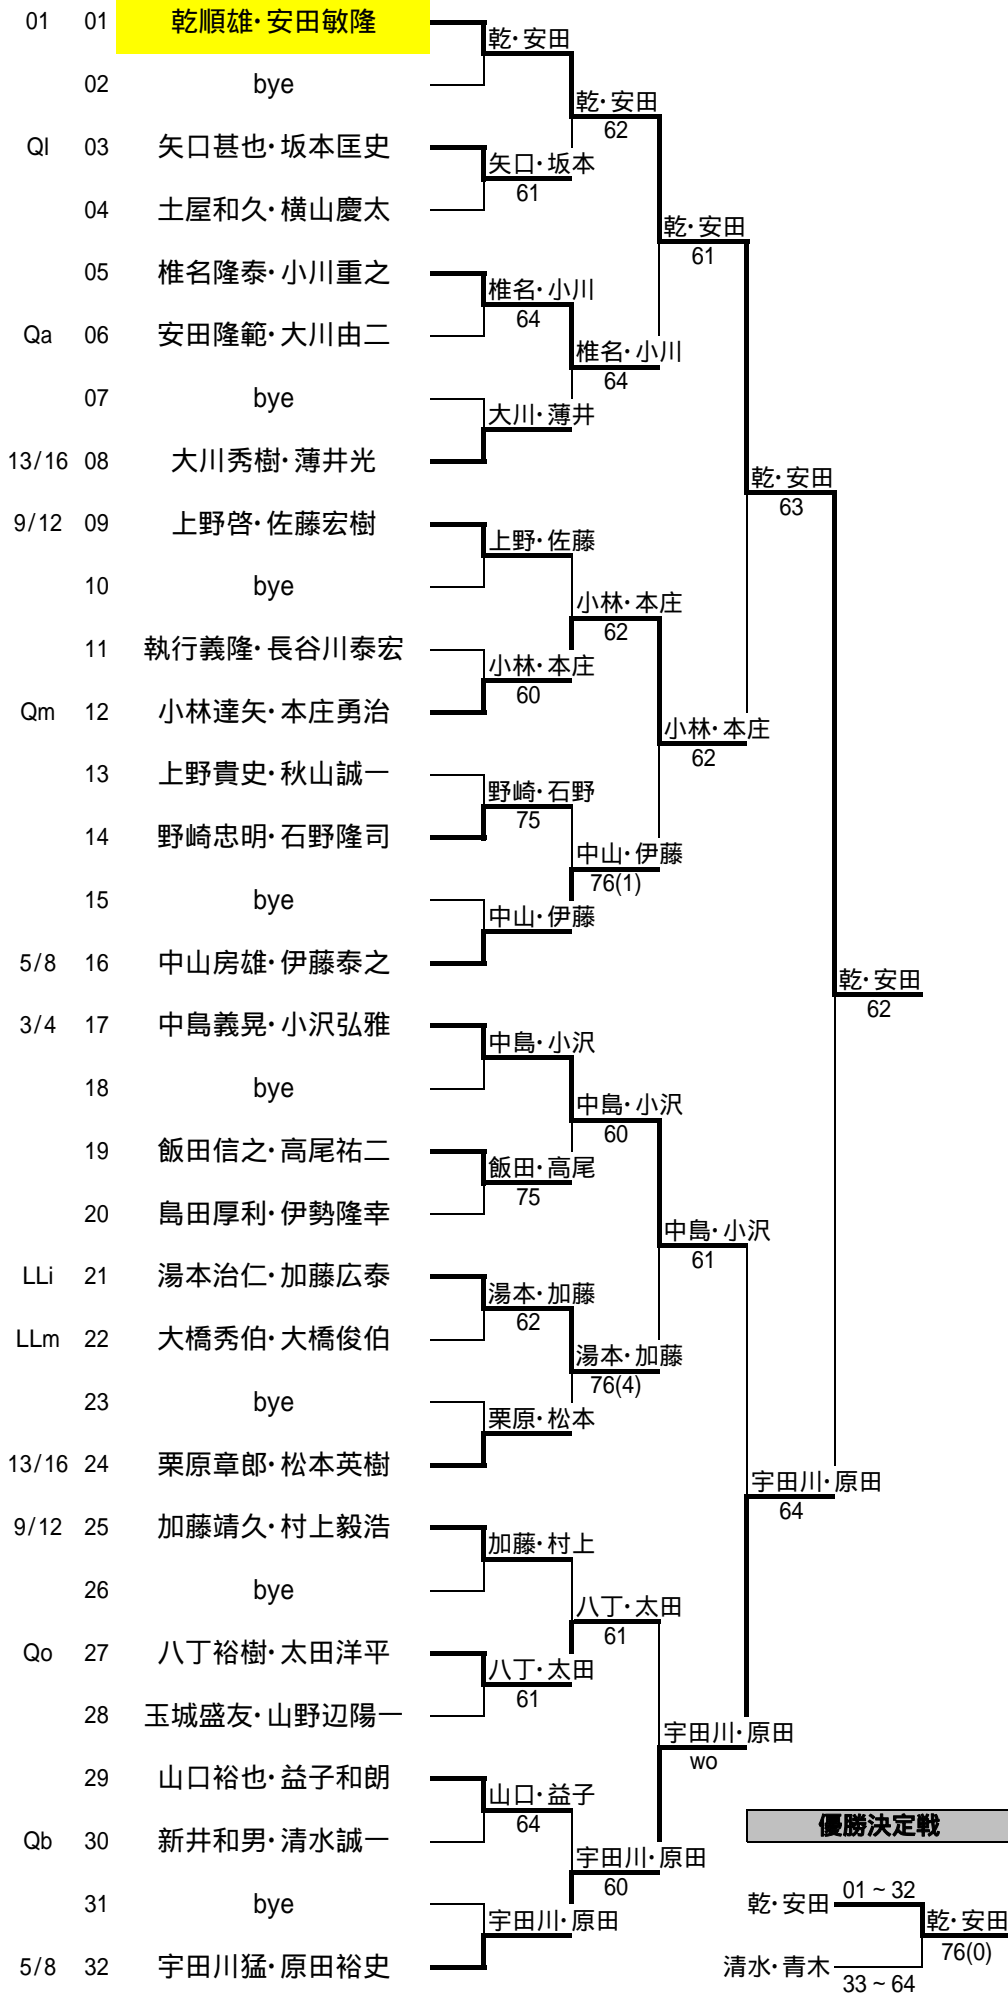 01 01 乾順雄・安田敏隆
乾・安田
02 bye
乾・安田
62
Ql 03 矢口甚也・坂本匡史
矢口・坂本
61
04 土屋和久・横山慶太
乾・安田
61
05 椎名隆泰・小川重之
椎名・小川
64
Qa 06 安田隆範・大川由二
椎名・小川
64
07 bye
大川・薄井
13/16 08 大川秀樹・薄井光
乾・安田
63
9/12 09 上野啓・佐藤宏樹
上野・佐藤
10 bye
小林・本庄
62
11 執行義隆・長谷川泰宏
小林・本庄
60
Qm 12 小林達矢・本庄勇治
小林・本庄
62
13 上野貴史・秋山誠一
野崎・石野
75
14 野崎忠明・石野隆司
中山・伊藤
76(1)
15 bye
中山・伊藤
5/8 16 中山房雄・伊藤泰之
乾・安田
62
3/4 17 中島義晃・小沢弘雅
中島・小沢
18 bye
中島・小沢
60
19 飯田信之・高尾祐二
飯田・高尾
75
20 島田厚利・伊勢隆幸
中島・小沢
61
LLi 21 湯本治仁・加藤広泰
湯本・加藤
62
LLm 22 大橋秀伯・大橋俊伯
湯本・加藤
76(4)
23 bye
栗原・松本
13/16 24 栗原章郎・松本英樹
宇田川・原田
64
9/12 25 加藤靖久・村上毅浩
加藤・村上
26 bye
八丁・太田
61
Qo 27 八丁裕樹・太田洋平
八丁・太田
61
28 玉城盛友・山野辺陽一
宇田川・原田
wo
29 山口裕也・益子和朗
山口・益子
64
優勝決定戦
Qb 30 新井和男・清水誠一
宇田川・原田
60
31 bye
宇田川・原田
5/8 32 宇田川猛・原田裕史
乾・安田 01 ~ 32
乾・安田
76(0)
清水・青木 33 ~ 64